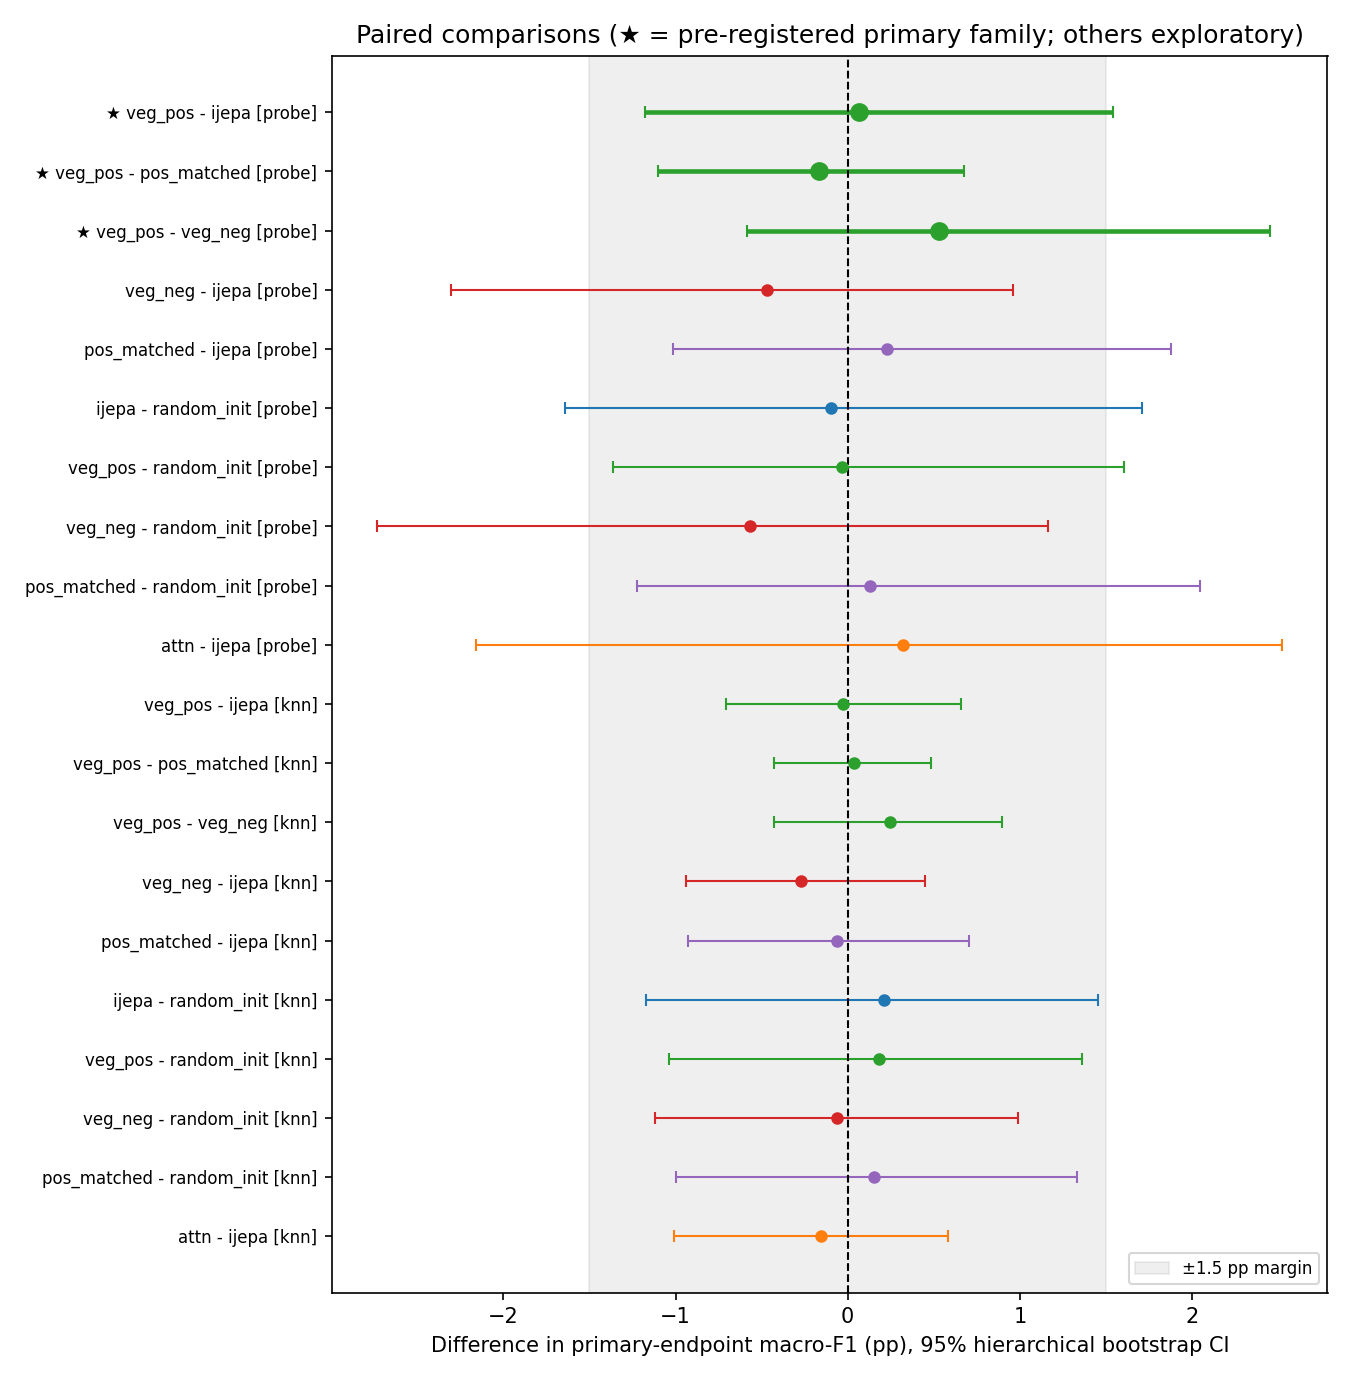 Paired comparisons (★ = pre-registered primary family; others exploratory)
★ veg_pos - ijepa [probe]
★ veg_pos - pos_matched [probe]
★ veg_pos - veg_neg [probe]
veg_neg - ijepa [probe]
pos_matched - ijepa [probe]
ijepa - random_init [probe]
veg_pos - random_init [probe]
veg_neg - random_init [probe]
pos_matched - random_init [probe]
attn - ijepa [probe]
veg_pos - ijepa [knn]
veg_pos - pos_matched [knn]
veg_pos - veg_neg [knn]
veg_neg - ijepa [knn]
pos_matched - ijepa [knn]
ijepa - random_init [knn]
veg_pos - random_init [knn]
veg_neg - random_init [knn]
pos_matched - random_init [knn]
attn - ijepa [knn]
±1.5 pp margin
−2 −1 0 1 2
Difference in primary-endpoint macro-F1 (pp), 95% hierarchical bootstrap CI